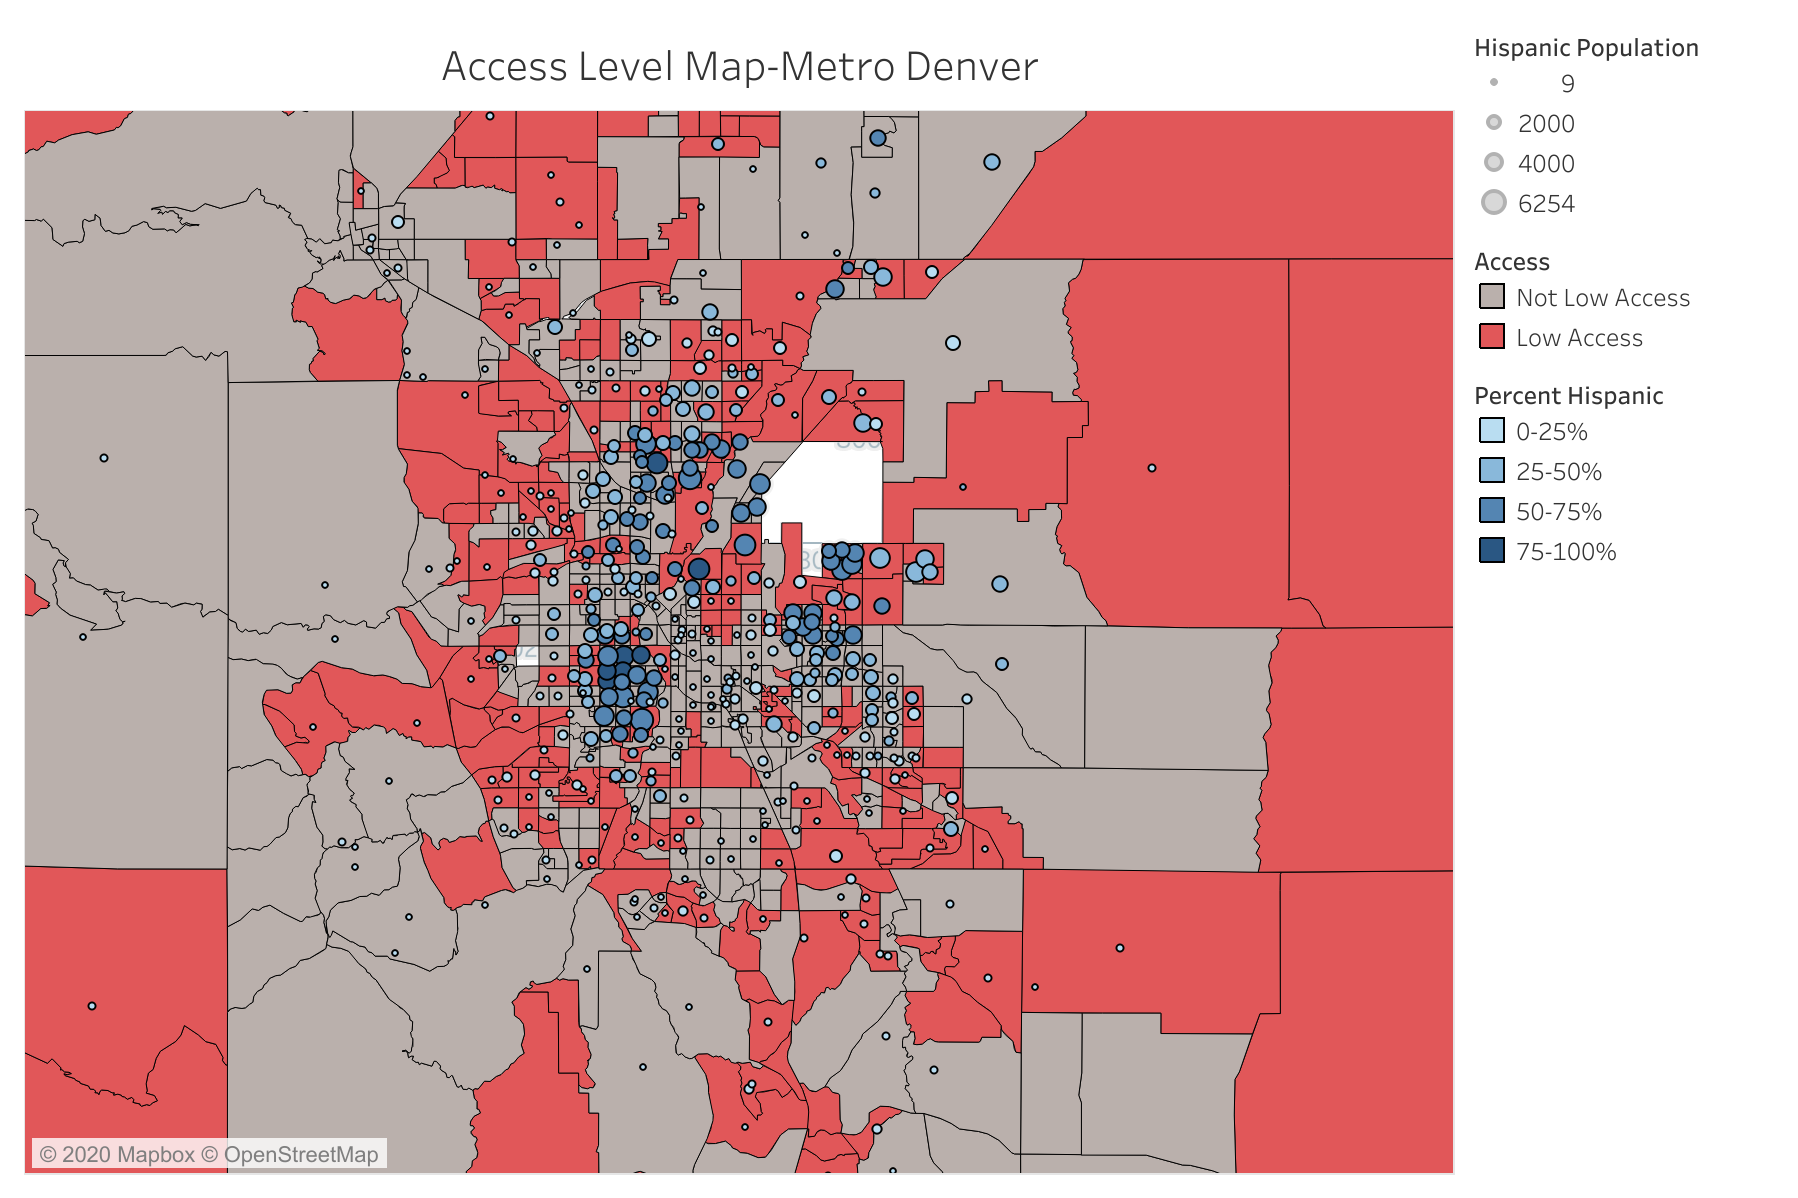 Access Level Map-Metro Denver
Hispanic Population
9
2000
4000
6254
Access
Not Low Access
Low Access
Percent Hispanic
0-25%
25-50%
50-75%
75-100%
© 2020 Mapbox © OpenStreetMap